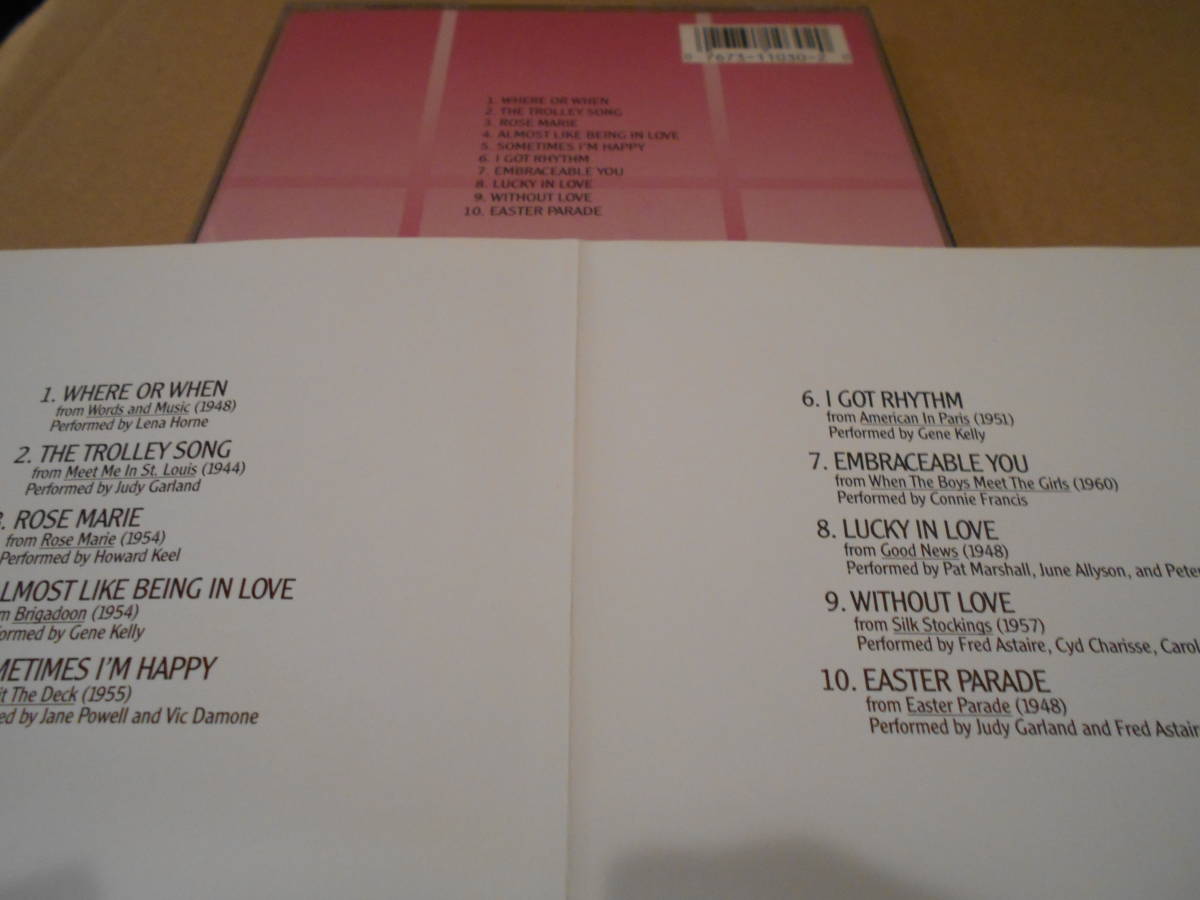 0 7673-11030-2 0
1. WHERE OR WHEN
2. THE TROLLEY SONG
3. ROSE MARIE
4. ALMOST LIKE BEING IN LOVE
5. SOMETIMES I'M HAPPY
6. I GOT RHYTHM
7. EMBRACEABLE YOU
8. LUCKY IN LOVE
9. WITHOUT LOVE
10. EASTER PARADE
1. WHERE OR WHEN
from Words and Music (1948)
Performed by Lena Horne
2. THE TROLLEY SONG
from Meet Me In St. Louis (1944)
Performed by Judy Garland
3. ROSE MARIE
from Rose Marie (1954)
Performed by Howard Keel
LMOST LIKE BEING IN LOVE
m Brigadoon (1954)
ormed by Gene Kelly
METIMES I'M HAPPY
it The Deck (1955)
ed by Jane Powell and Vic Damone
6. I GOT RHYTHM
from American In Paris (1951)
Performed by Gene Kelly
7. EMBRACEABLE YOU
from When The Boys Meet The Girls (1960)
Performed by Connie Francis
8. LUCKY IN LOVE
from Good News (1948)
Performed by Pat Marshall, June Allyson, and Peter
9. WITHOUT LOVE
from Silk Stockings (1957)
Performed by Fred Astaire, Cyd Charisse, Carol
10. EASTER PARADE
from Easter Parade (1948)
Performed by Judy Garland and Fred Astair